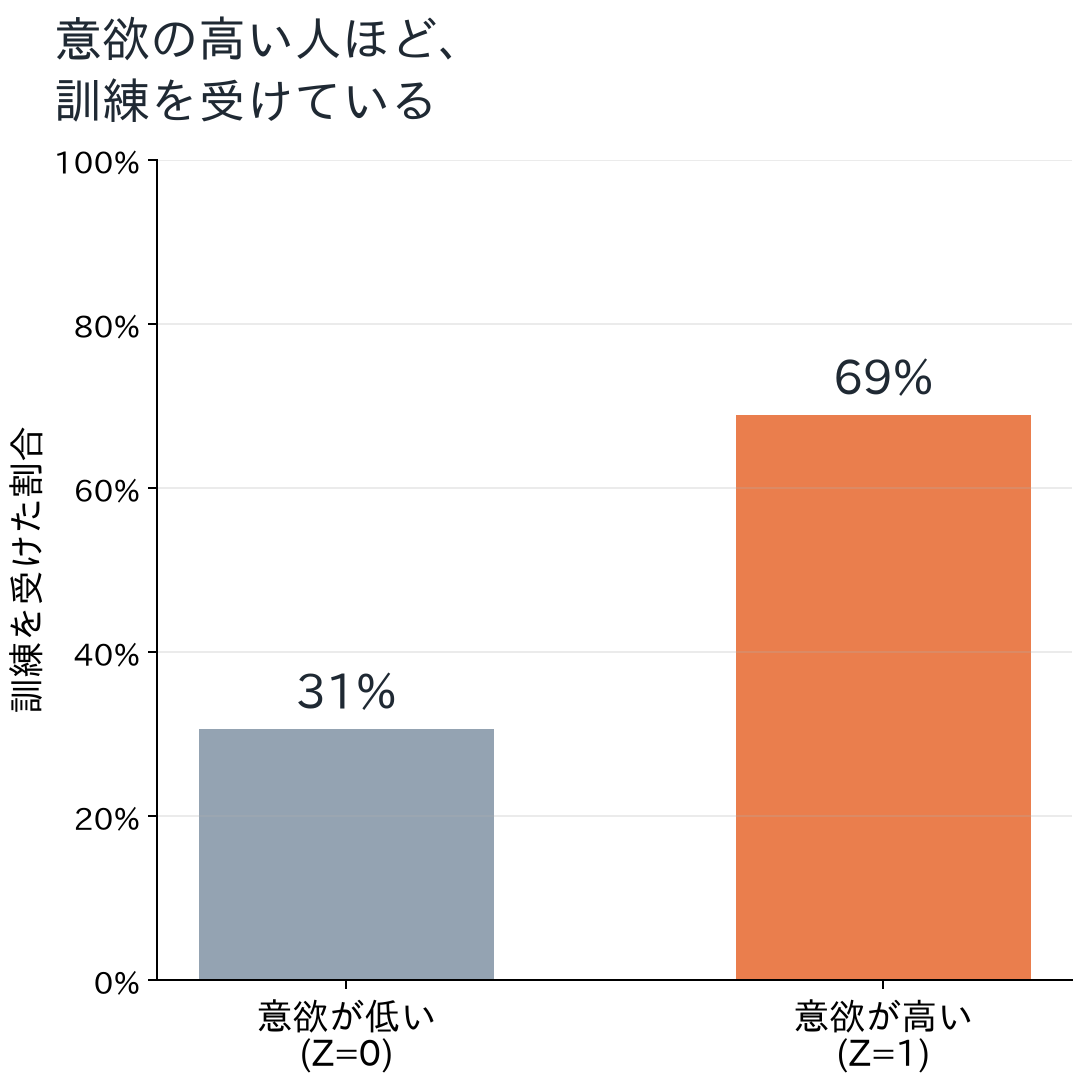 意欲の高い人ほど、
訓練を受けている
訓練を受けた割合
100%
80%
60%
40%
20%
0%
31%
69%
意欲が低い
(Z=0)
意欲が高い
(Z=1)